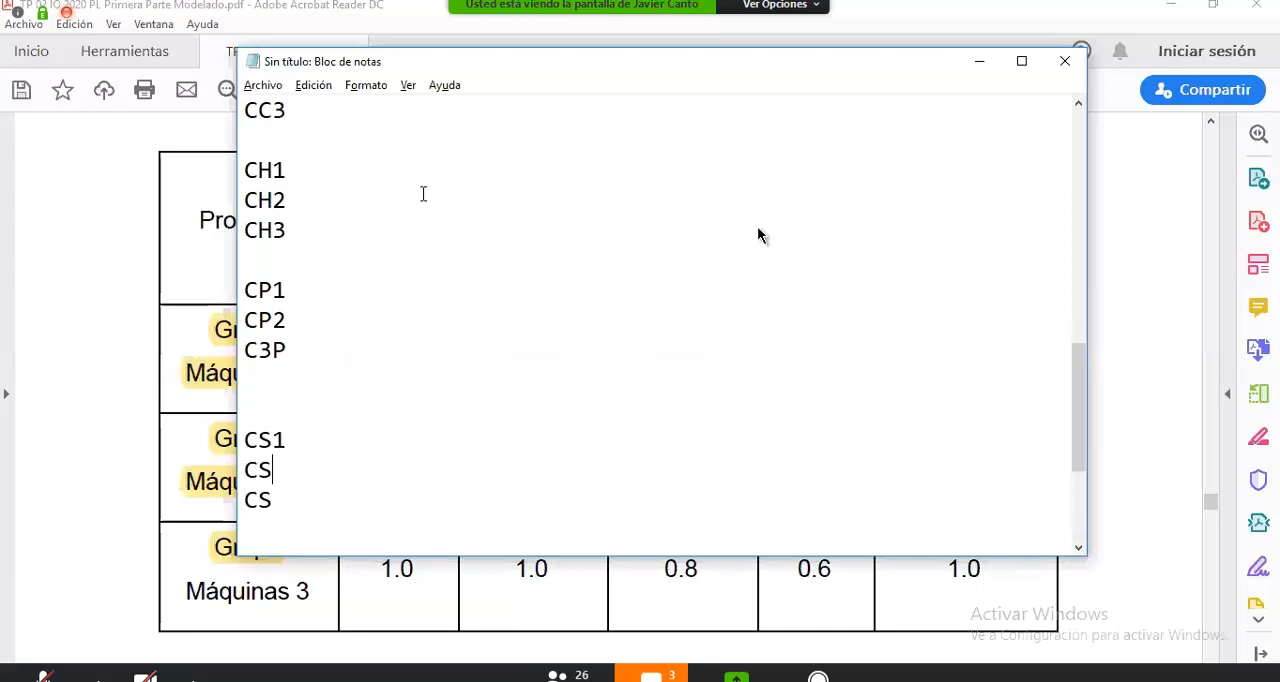 TP 02 IO 2020 PL Primera Parte Modelado.pdf - Adobe Acrobat Reader DC
Usted está viendo la pantalla de Javier Canto
Ver Opciones
Archivo Edición Ver Ventana Ayuda
Inicio Herramientas
Iniciar sesión
Compartir
Sin título: Bloc de notas
Archivo Edición Formato Ver Ayuda
CC3
CH1
CH2
CH3
CP1
CP2
C3P
CS1
CS
CS
Pro
Máqu
Máqu
Máquinas 3
1.0 1.0 0.8 0.6 1.0
Activar Windows
Ve a Configuración para activar Windows.
26
3